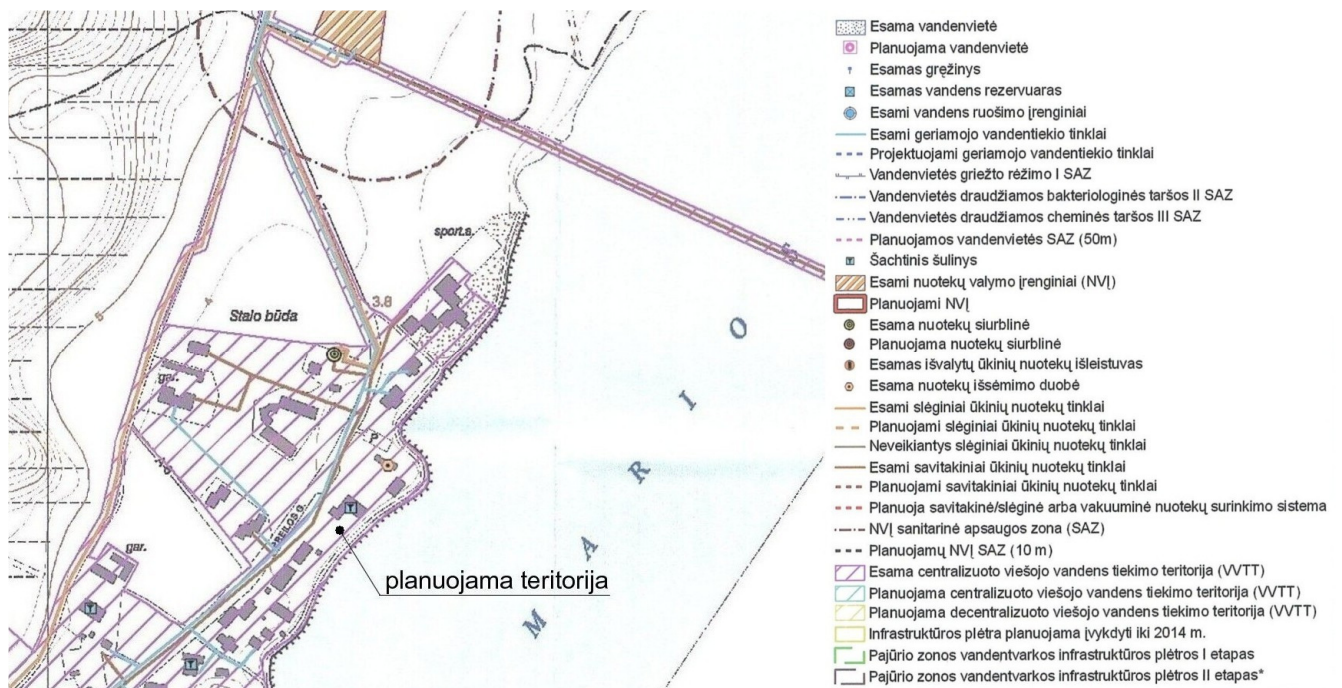 sport.a.
Stalo būda
3.8
4
5
gar.
P.
PREILOS G.
gar.
planuojama teritorija
M A R I O
Esama vandenvietė
Planuojama vandenvietė
Esamas gręžinys
Esamas vandens rezervuaras
Esami vandens ruošimo įrenginiai
Esami geriamojo vandentiekio tinklai
Projektuojami geriamojo vandentiekio tinklai
Vandenvietės griežto rėžimo I SAZ
Vandenvietės draudžiamos bakteriologinės taršos II SAZ
Vandenvietės draudžiamos cheminės taršos III SAZ
Planuojamos vandenvietės SAZ (50m)
Šachtinis šulinys
Esami nuotekų valymo įrenginiai (NVĮ)
Planuojami NVĮ
Esama nuotekų siurblinė
Planuojama nuotekų siurblinė
Esamas išvalytų ūkinių nuotekų išleistuvas
Esama nuotekų išsėmimo duobė
Esami slėginiai ūkinių nuotekų tinklai
Planuojami slėginiai ūkinių nuotekų tinklai
Neveikiantys slėginiai ūkinių nuotekų tinklai
Esami savitakiniai ūkinių nuotekų tinklai
Planuojami savitakiniai ūkinių nuotekų tinklai
Planuoja savitakinė/slėginė arba vakuuminė nuotekų surinkimo sistema
NVĮ sanitarinė apsaugos zona (SAZ)
Planuojamų NVĮ SAZ (10 m)
Esama centralizuoto viešojo vandens tiekimo teritorija (VVTT)
Planuojama centralizuoto viešojo vandens tiekimo teritorija (VVTT)
Planuojama decentralizuoto viešojo vandens tiekimo teritorija (VVTT)
Infrastruktūros plėtra planuojama įvykdyti iki 2014 m.
Pajūrio zonos vandentvarkos infrastruktūros plėtros I etapas
Pajūrio zonos vandentvarkos infrastruktūros plėtros II etapas*